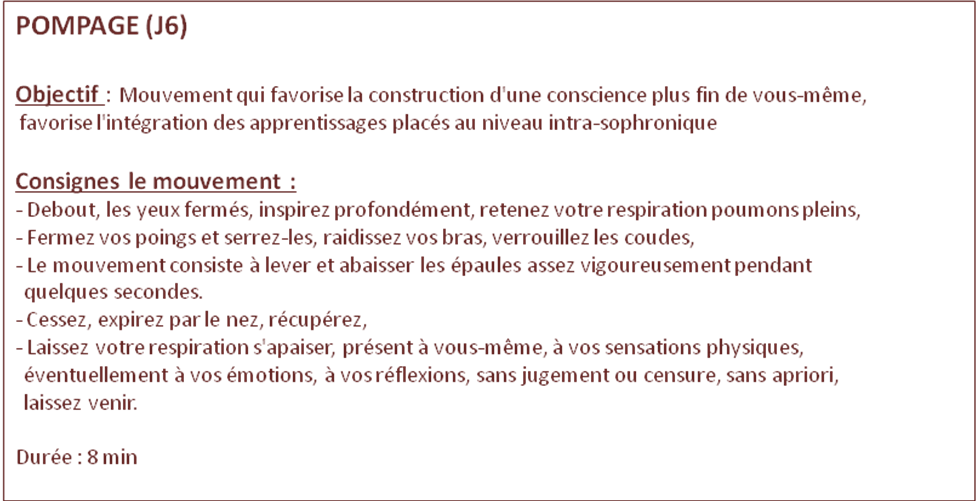 POMPAGE (J6)
Objectif : Mouvement qui favorise la construction d'une conscience plus fin de vous-même,
favorise l'intégration des apprentissages placés au niveau intra-sophronique
Consignes le mouvement :
- Debout, les yeux fermés, inspirez profondément, retenez votre respiration poumons pleins,
- Fermez vos poings et serrez-les, raidissez vos bras, verrouillez les coudes,
- Le mouvement consiste à lever et abaisser les épaules assez vigoureusement pendant
quelques secondes.
- Cessez, expirez par le nez, récupérez,
- Laissez votre respiration s'apaiser, présent à vous-même, à vos sensations physiques,
éventuellement à vos émotions, à vos réflexions, sans jugement ou censure, sans apriori,
laissez venir.
Durée : 8 min